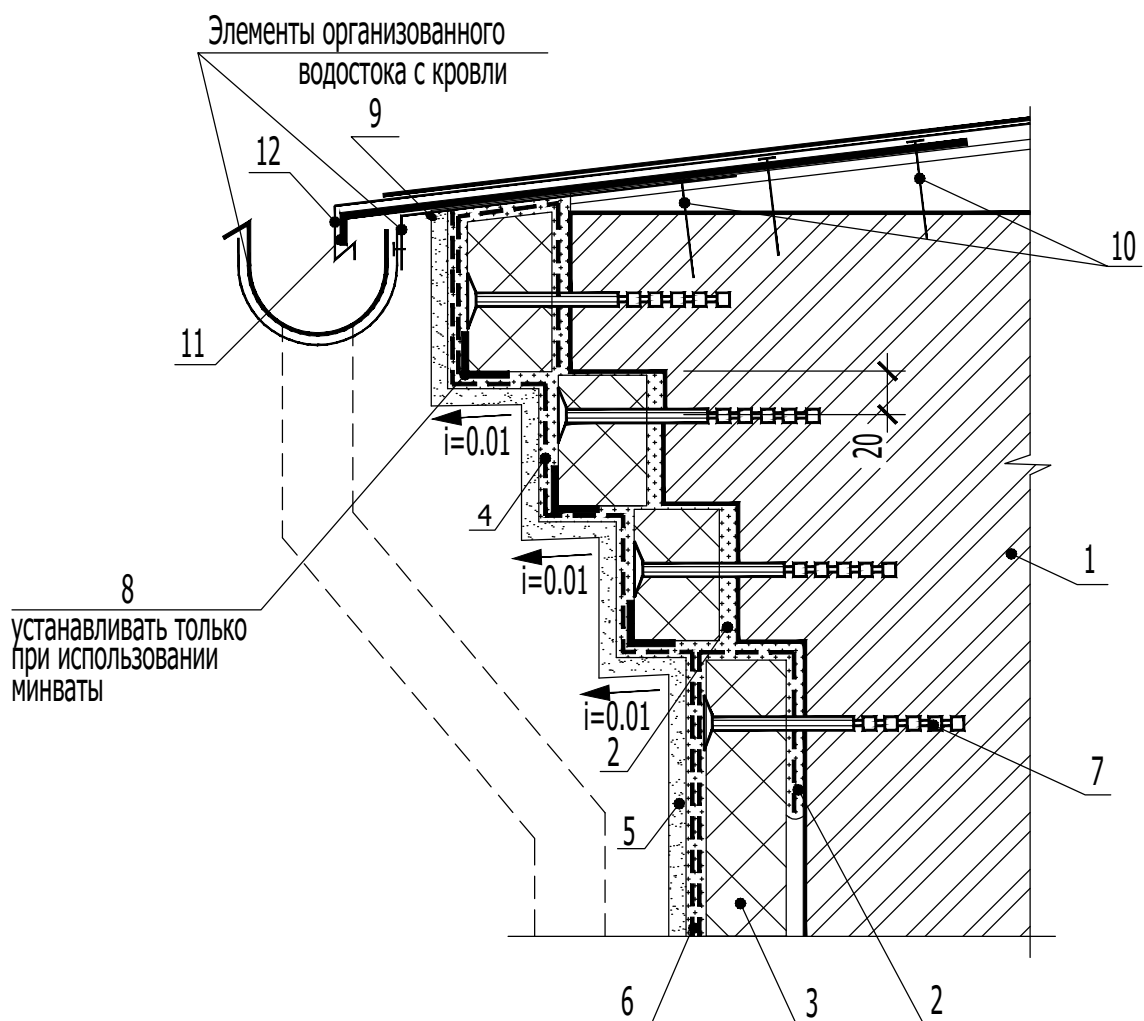 Элементы организованного
водостока с кровли
9
12
10
11
i=0.01
20
4
i=0.01
1
8
устанавливать только
при использовании
минваты
i=0.01
2
7
5
6
3
2